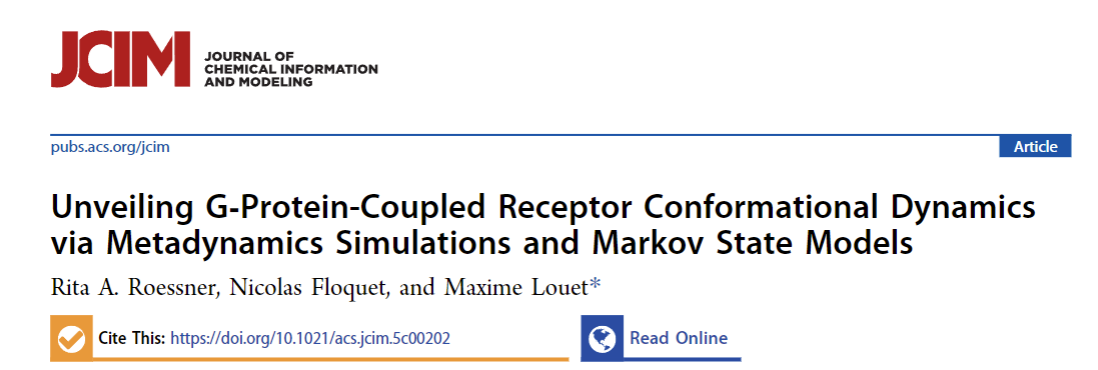 JCIM
JOURNAL OF
CHEMICAL INFORMATION
AND MODELING
pubs.acs.org/jcim
Article
Unveiling G-Protein-Coupled Receptor Conformational Dynamics
via Metadynamics Simulations and Markov State Models
Rita A. Roessner, Nicolas Floquet, and Maxime Louet*
Cite This: https://doi.org/10.1021/acs.jcim.5c00202
Read Online